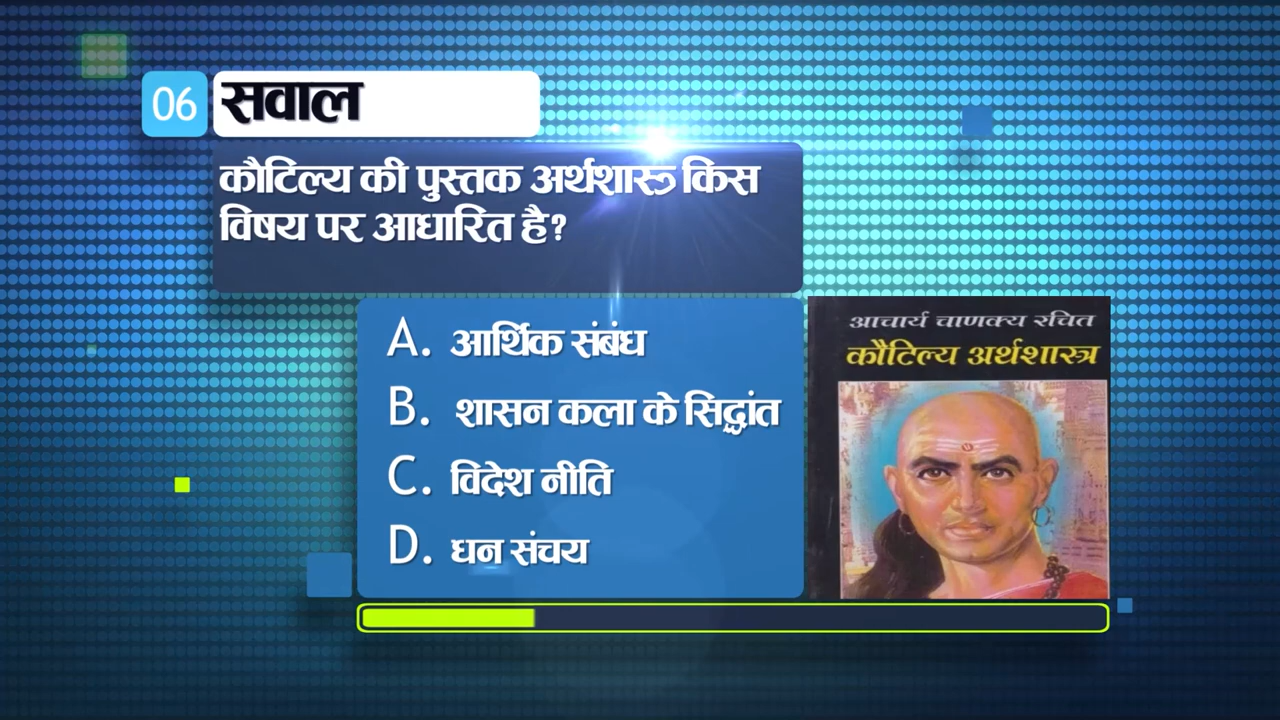 06 सवाल
कौटिल्य की पुस्तक अर्थशास्त्र किस
विषय पर आधारित है?
A. आर्थिक संबंध
B. शासन कला के सिद्धांत
C. विदेश नीति
D. धन संचय
आचार्य चाणक्य रचित
कौटिल्य अर्थशास्त्र